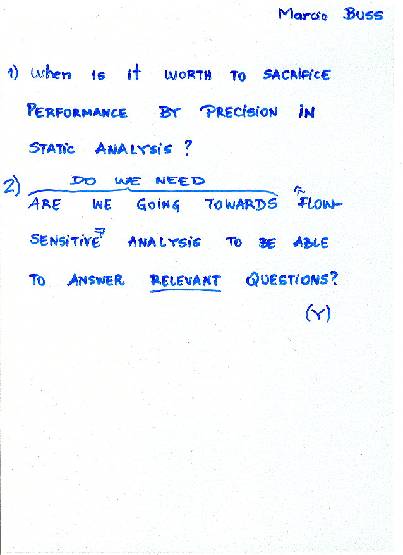 Marcio Buss
1) When is it worth to sacrifice
performance by precision in
static analysis?
2) Do we need
Are we going towards "flow-
sensitive" analysis to be able
to answer relevant questions?
(Y)